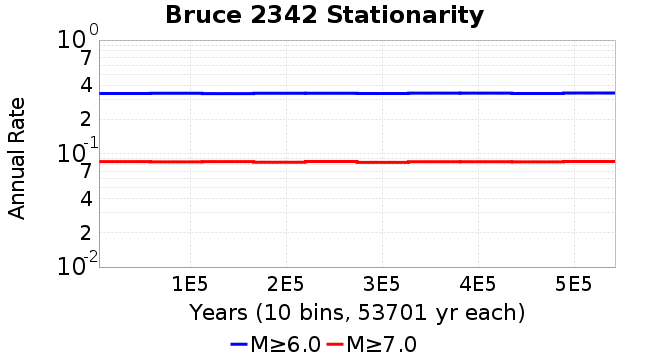 Bruce 2342 Stationarity
10^0
7
4
2
10^-1
7
4
2
10^-2
Annual Rate
1E5 2E5 3E5 4E5 5E5
Years (10 bins, 53701 yr each)
M≥6.0 M≥7.0